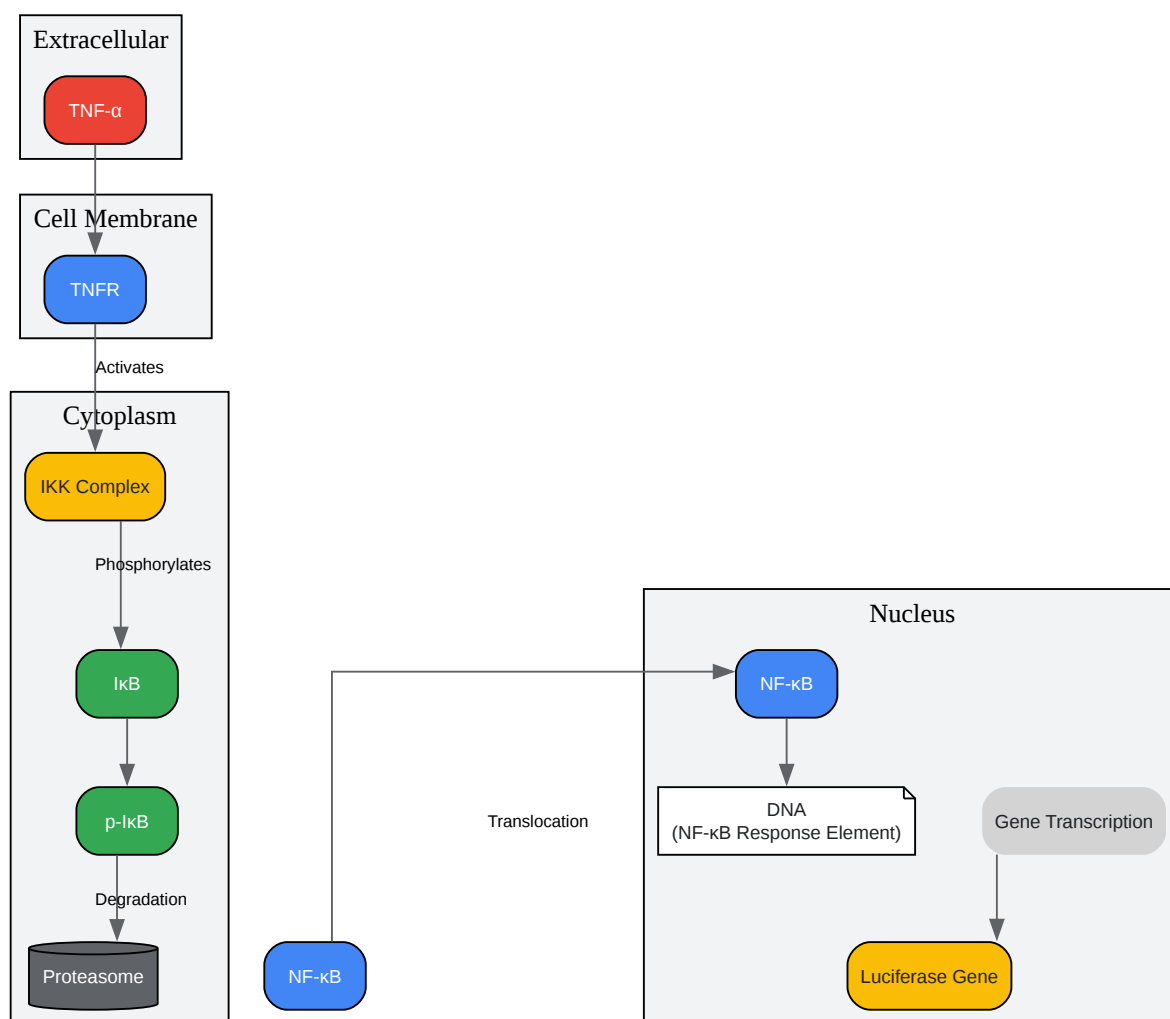 Extracellular
TNF-α
Cell Membrane
TNFR
Activates
Cytoplasm
IKK Complex
Phosphorylates
IκB
p-IκB
Degradation
Proteasome
NF-κB
Translocation
Nucleus
NF-κB
DNA
(NF-κB Response Element)
Gene Transcription
Luciferase Gene